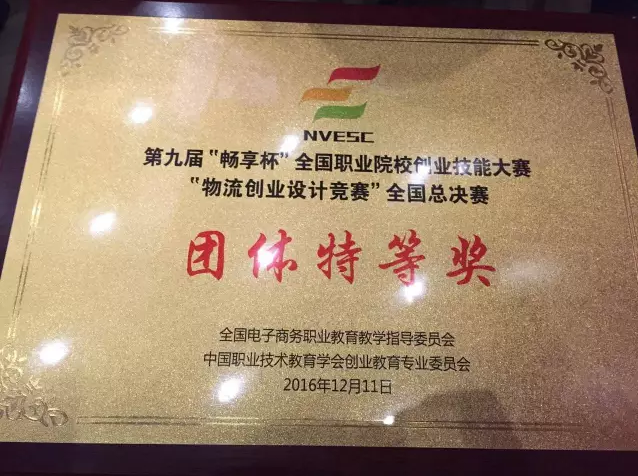 NVESC
第九届“畅享杯”全国职业院校创业技能大赛
“物流创业设计竞赛”全国总决赛
团体特等奖
全国电子商务职业教育教学指导委员会
中国职业技术教育学会创业教育专业委员会
2016年12月11日